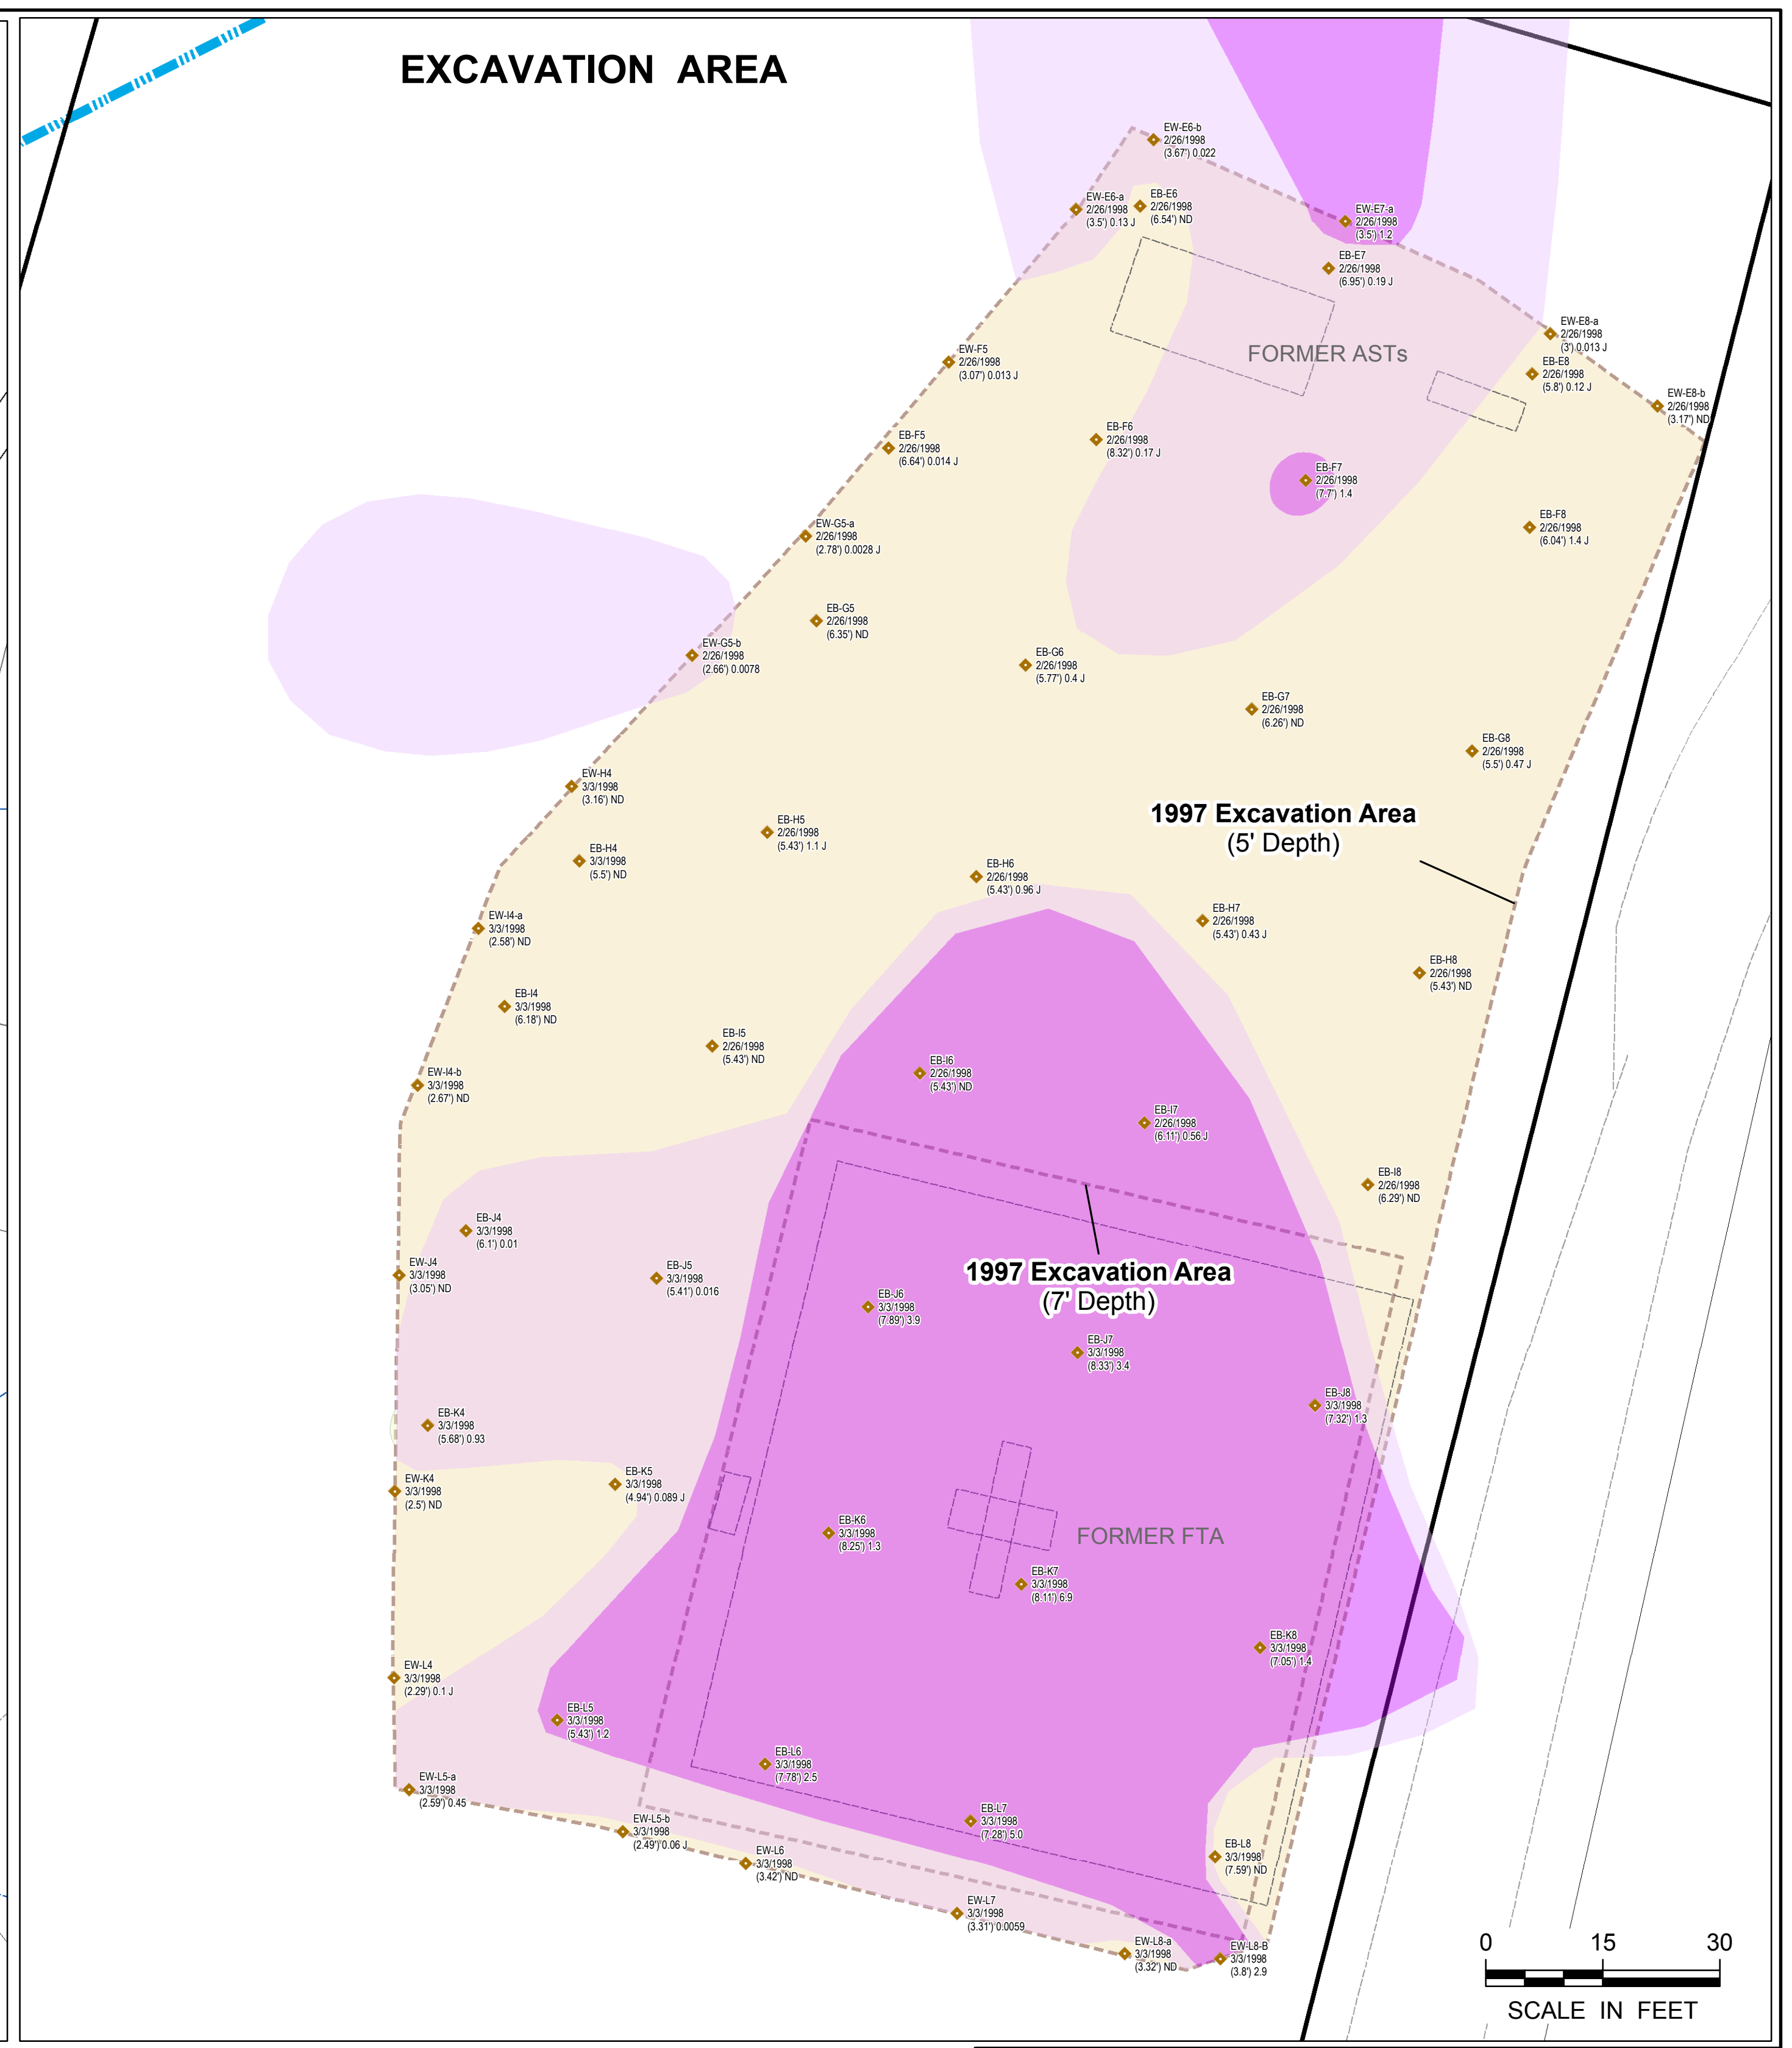 EXCAVATION AREA
EW-E6-b
2/26/1998
(3.67') 0.022
EW-E6-a
2/26/1998
(3.5') 0.13 J
EB-E6
2/26/1998
(6.54') ND
EW-E7-a
2/26/1998
(3.5') 1.2
EB-E7
2/26/1998
(6.95') 0.19 J
EW-E8-a
2/26/1998
(3') 0.013 J
FORMER ASTs
EW-F5
2/26/1998
(3.07') 0.013 J
EB-E8
2/26/1998
(5.8') 0.12 J
EW-E8-b
2/26/1998
(3.17') ND
EB-F5
2/26/1998
(6.64') 0.014 J
EB-F6
2/26/1998
(8.32') 0.17 J
EB-F7
2/26/1998
(7.7') 1.4
EB-F8
2/26/1998
(6.04') 1.4 J
EW-G5-a
2/26/1998
(2.78') 0.0028 J
EB-G5
2/26/1998
(6.35') ND
EW-G5-b
2/26/1998
(2.66') 0.0078
EB-G6
2/26/1998
(5.77') 0.4 J
EB-G7
2/26/1998
(6.26') ND
EB-G8
2/26/1998
(5.5') 0.47 J
EW-H4
3/3/1998
(3.16') ND
1997 Excavation Area
(5' Depth)
EB-H5
2/26/1998
(5.43') 1.1 J
EB-H4
3/3/1998
(5.5') ND
EB-H6
2/26/1998
(5.43') 0.96 J
EB-H7
2/26/1998
(5.43') 0.43 J
EW-I4-a
3/3/1998
(2.58') ND
EB-H8
2/26/1998
(5.43') ND
EB-I4
3/3/1998
(6.18') ND
EB-I5
2/26/1998
(5.43') ND
EB-I6
2/26/1998
(5.43') ND
EW-I4-b
3/3/1998
(2.67') ND
EB-I7
2/26/1998
(6.11') 0.56 J
EB-I8
2/26/1998
(6.29') ND
EB-J4
3/3/1998
(6.1') 0.01
EW-J4
3/3/1998
(3.05') ND
EB-J5
3/3/1998
(5.41') 0.016
1997 Excavation Area
(7' Depth)
EB-J6
3/3/1998
(7.89') 3.9
EB-J7
3/3/1998
(8.33') 3.4
EB-J8
3/3/1998
(7.32') 1.3
EB-K4
3/3/1998
(5.68') 0.93
EW-K4
3/3/1998
(2.5') ND
EB-K5
3/3/1998
(4.94') 0.089 J
EB-K6
3/3/1998
(8.25') 1.3
FORMER FTA
EB-K7
3/3/1998
(8.11') 6.9
EB-K8
3/3/1998
(7.05') 1.4
EW-L4
3/3/1998
(2.29') 0.1 J
EB-L5
3/3/1998
(5.43') 1.2
EB-L6
3/3/1998
(7.78') 2.5
EW-L5-a
3/3/1998
(2.59') 0.45
EB-L7
3/3/1998
(7.28') 5.0
EW-L5-b
3/3/1998
(2.49') 0.06 J
EW-L6
3/3/1998
(3.42') ND
EB-L8
3/3/1998
(7.59') ND
EW-L7
3/3/1998
(3.31') 0.0059
EW-L8-a
3/3/1998
(3.32') ND
EW-L8-B
3/3/1998
(3.8') 2.9
0 15 30
SCALE IN FEET